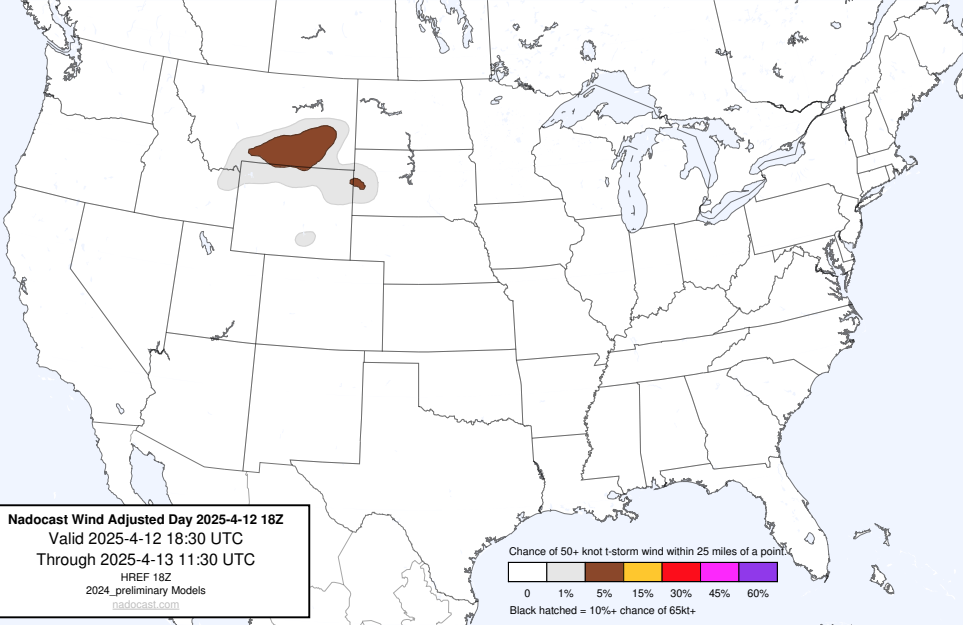 Nadocast Wind Adjusted Day 2025-4-12 18Z
Valid 2025-4-12 18:30 UTC
Through 2025-4-13 11:30 UTC
HREF 18Z
2024_preliminary Models
nadocast.com
Chance of 50+ knot t-storm wind within 25 miles of a point.
0 1% 5% 15% 30% 45% 60%
Black hatched = 10%+ chance of 65kt+